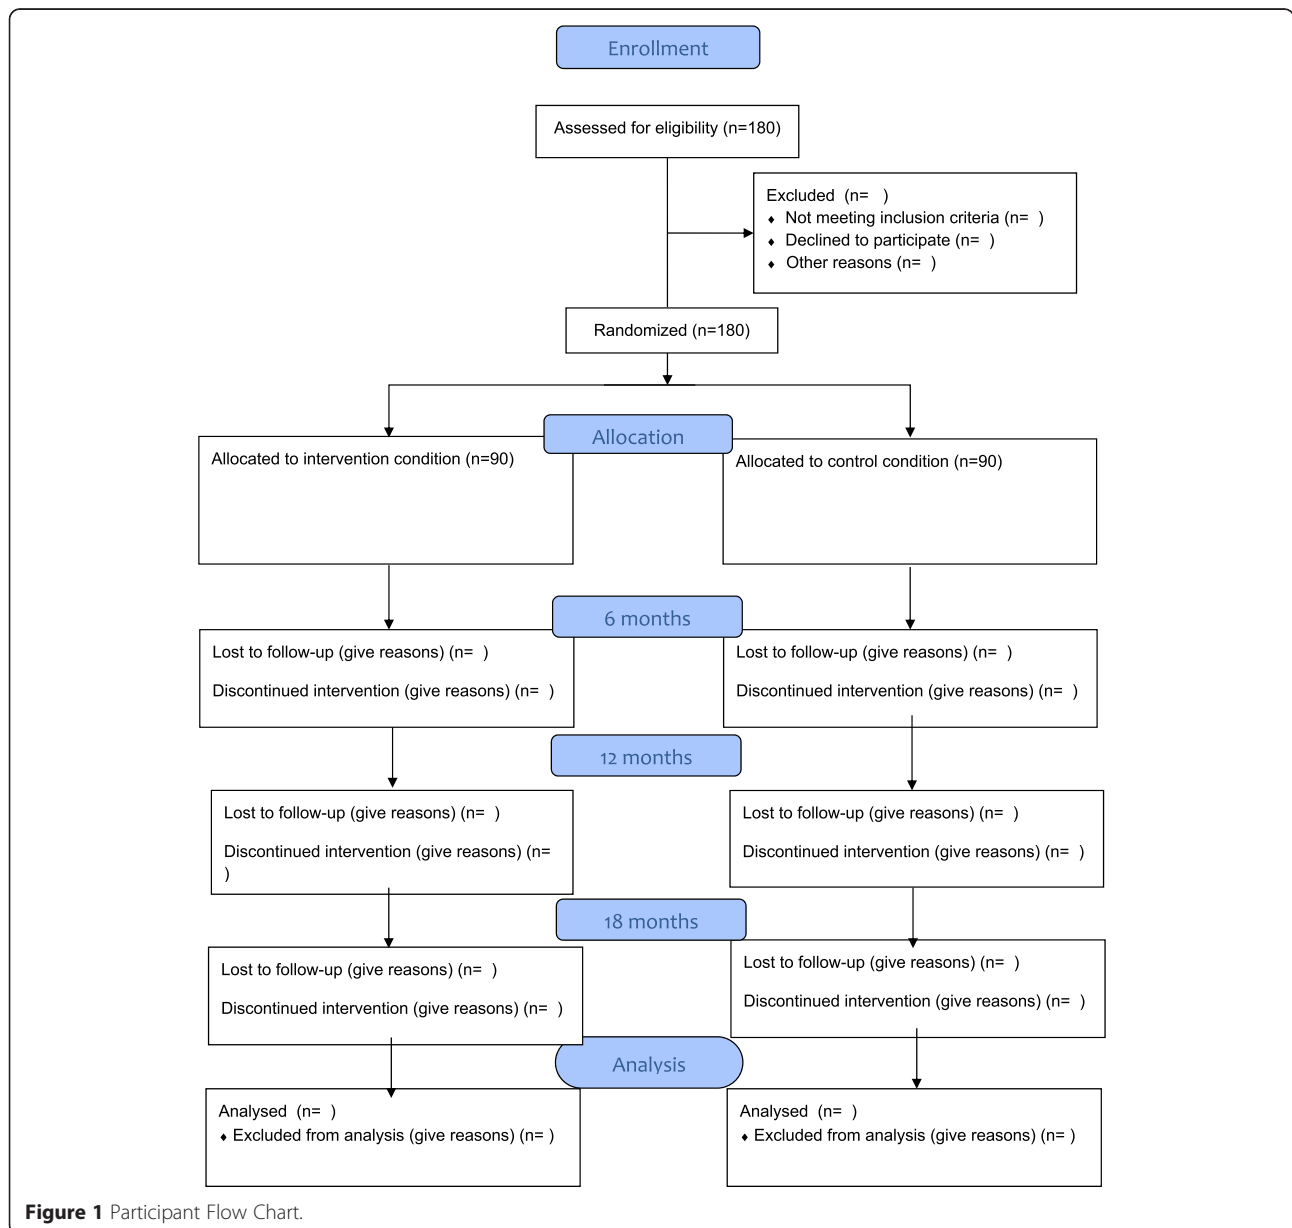 Enrollment
Assessed for eligibility (n=180)
Excluded (n= )
♦ Not meeting inclusion criteria (n= )
♦ Declined to participate (n= )
♦ Other reasons (n= )
Randomized (n=180)
Allocation
Allocated to intervention condition (n=90)
Allocated to control condition (n=90)
6 months
Lost to follow-up (give reasons) (n= )
Discontinued intervention (give reasons) (n= )
Lost to follow-up (give reasons) (n= )
Discontinued intervention (give reasons) (n= )
12 months
Lost to follow-up (give reasons) (n= )
Discontinued intervention (give reasons) (n=
)
Lost to follow-up (give reasons) (n= )
Discontinued intervention (give reasons) (n= )
18 months
Lost to follow-up (give reasons) (n= )
Discontinued intervention (give reasons) (n= )
Lost to follow-up (give reasons) (n= )
Discontinued intervention (give reasons) (n= )
Analysis
Analysed (n= )
♦ Excluded from analysis (give reasons) (n= )
Analysed (n= )
♦ Excluded from analysis (give reasons) (n= )
Figure 1 Participant Flow Chart.